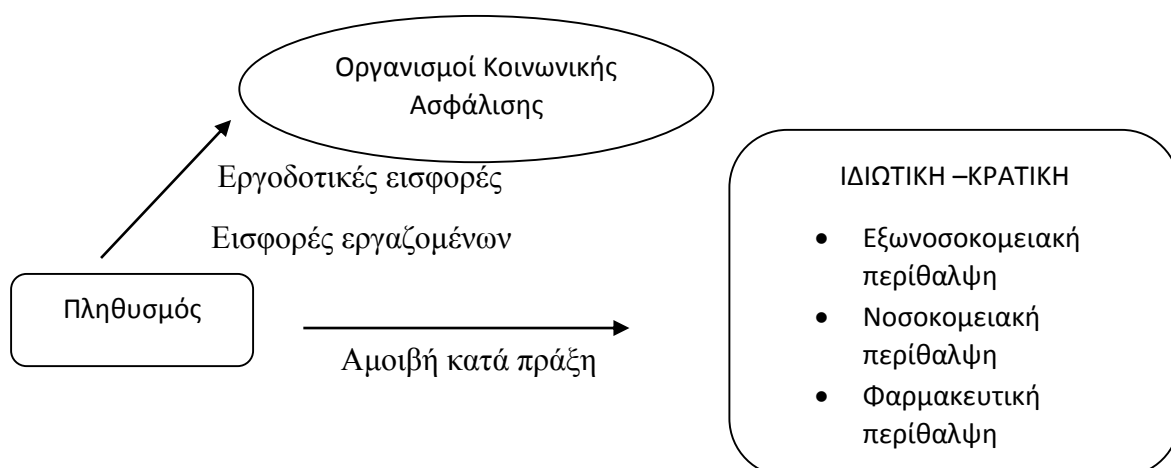 Οργανισμοί Κοινωνικής
Ασφάλισης
Εργοδοτικές εισφορές
Εισφορές εργαζομένων
Πληθυσμός
Αμοιβή κατά πράξη
ΙΔΙΩΤΙΚΗ –ΚΡΑΤΙΚΗ
• Εξωνοσοκομειακή
περίθαλψη
• Νοσοκομειακή
περίθαλψη
• Φαρμακευτική
περίθαλψη